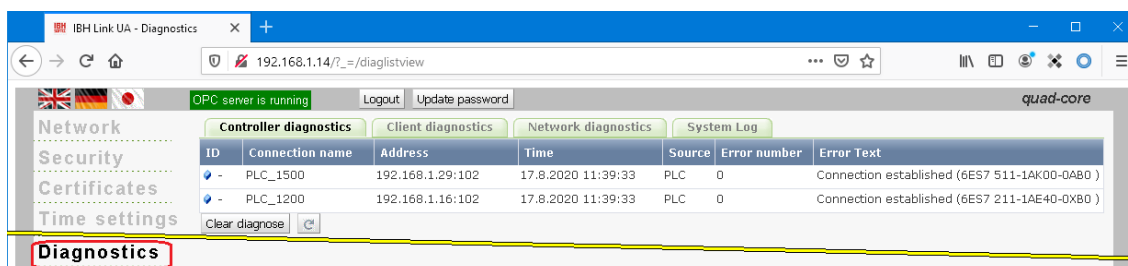 IBH Link UA - Diagnostics
192.168.1.14/?_=/diaglistview
OPC server is running Logout Update password quad-core
Network
Security
Certificates
Time settings
Diagnostics
Controller diagnostics Client diagnostics Network diagnostics System Log
ID Connection name Address Time Source Error number Error Text
- PLC_1500 192.168.1.29:102 17.8.2020 11:39:33 PLC 0 Connection established (6ES7 511-1AK00-0AB0 )
- PLC_1200 192.168.1.16:102 17.8.2020 11:39:33 PLC 0 Connection established (6ES7 211-1AE40-0XB0 )
Clear diagnose